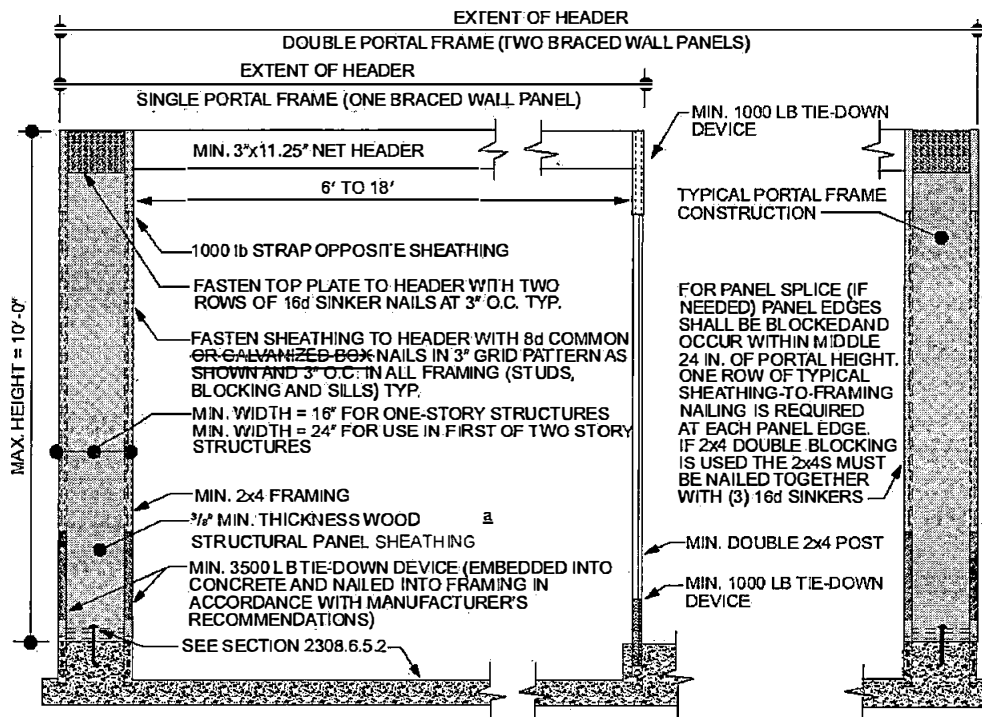 EXTENT OF HEADER
DOUBLE PORTAL FRAME (TWO BRACED WALL PANELS)
EXTENT OF HEADER
SINGLE PORTAL FRAME (ONE BRACED WALL PANEL)
MIN. 1000 LB TIE-DOWN
DEVICE
MIN. 3"x11.25" NET HEADER
6' TO 18'
TYPICAL PORTAL FRAME
CONSTRUCTION
1000 lb STRAP OPPOSITE SHEATHING
FASTEN TOP PLATE TO HEADER WITH TWO
ROWS OF 16d SINKER NAILS AT 3" O.C. TYP.
FASTEN SHEATHING TO HEADER WITH 8d COMMON
OR GALVANIZED BOX NAILS IN 3" GRID PATTERN AS
SHOWN AND 3" O.C. IN ALL FRAMING (STUDS,
BLOCKING AND SILLS) TYP.
MIN. WIDTH = 16" FOR ONE-STORY STRUCTURES
MIN. WIDTH = 24" FOR USE IN FIRST OF TWO STORY
STRUCTURES
FOR PANEL SPLICE (IF
NEEDED) PANEL EDGES
SHALL BE BLOCKED AND
OCCUR WITHIN MIDDLE
24 IN. OF PORTAL HEIGHT.
ONE ROW OF TYPICAL
SHEATHING-TO-FRAMING
NAILING IS REQUIRED
AT EACH PANEL EDGE.
IF 2x4 DOUBLE BLOCKING
IS USED THE 2x4S MUST
BE NAILED TOGETHER
WITH (3) 16d SINKERS
MAX. HEIGHT = 10'-0"
MIN. 2x4 FRAMING
3/8" MIN. THICKNESS WOOD a
STRUCTURAL PANEL SHEATHING
MIN. 3500 LB TIE-DOWN DEVICE (EMBEDDED INTO
CONCRETE AND NAILED INTO FRAMING IN
ACCORDANCE WITH MANUFACTURER'S
RECOMMENDATIONS)
MIN. DOUBLE 2x4 POST
MIN. 1000 LB TIE-DOWN
DEVICE
SEE SECTION 2308.6.5.2